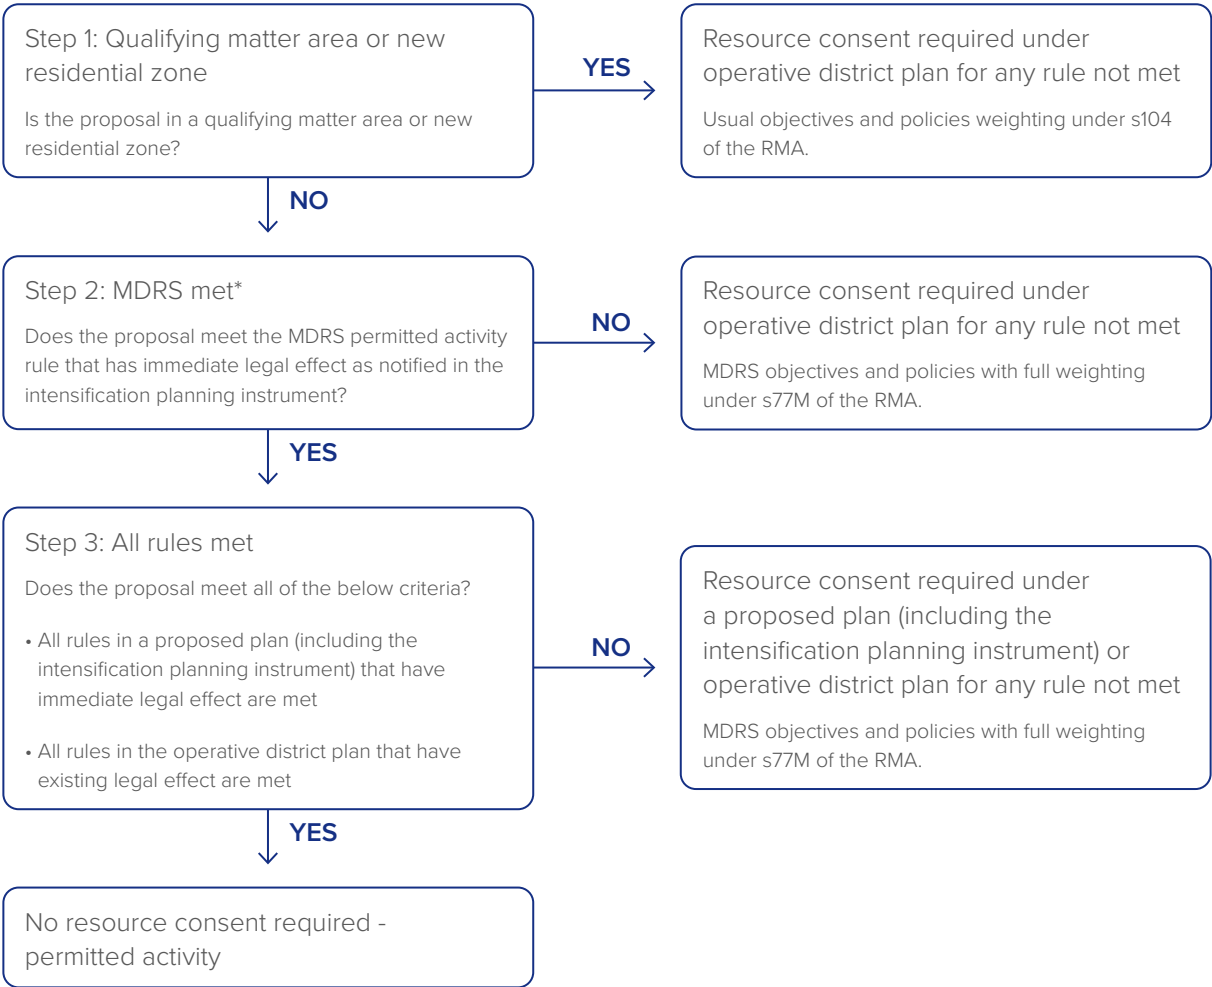 Step 1: Qualifying matter area or new
residential zone
Is the proposal in a qualifying matter area or new
residential zone?
YES
Resource consent required under
operative district plan for any rule not met
Usual objectives and policies weighting under s104
of the RMA.
NO
Step 2: MDRS met*
Does the proposal meet the MDRS permitted activity
rule that has immediate legal effect as notified in the
intensification planning instrument?
NO
Resource consent required under
operative district plan for any rule not met
MDRS objectives and policies with full weighting
under s77M of the RMA.
YES
Step 3: All rules met
Does the proposal meet all of the below criteria?
• All rules in a proposed plan (including the
intensification planning instrument) that have
immediate legal effect are met
• All rules in the operative district plan that have
existing legal effect are met
NO
Resource consent required under
a proposed plan (including the
intensification planning instrument) or
operative district plan for any rule not met
MDRS objectives and policies with full weighting
under s77M of the RMA.
YES
No resource consent required -
permitted activity